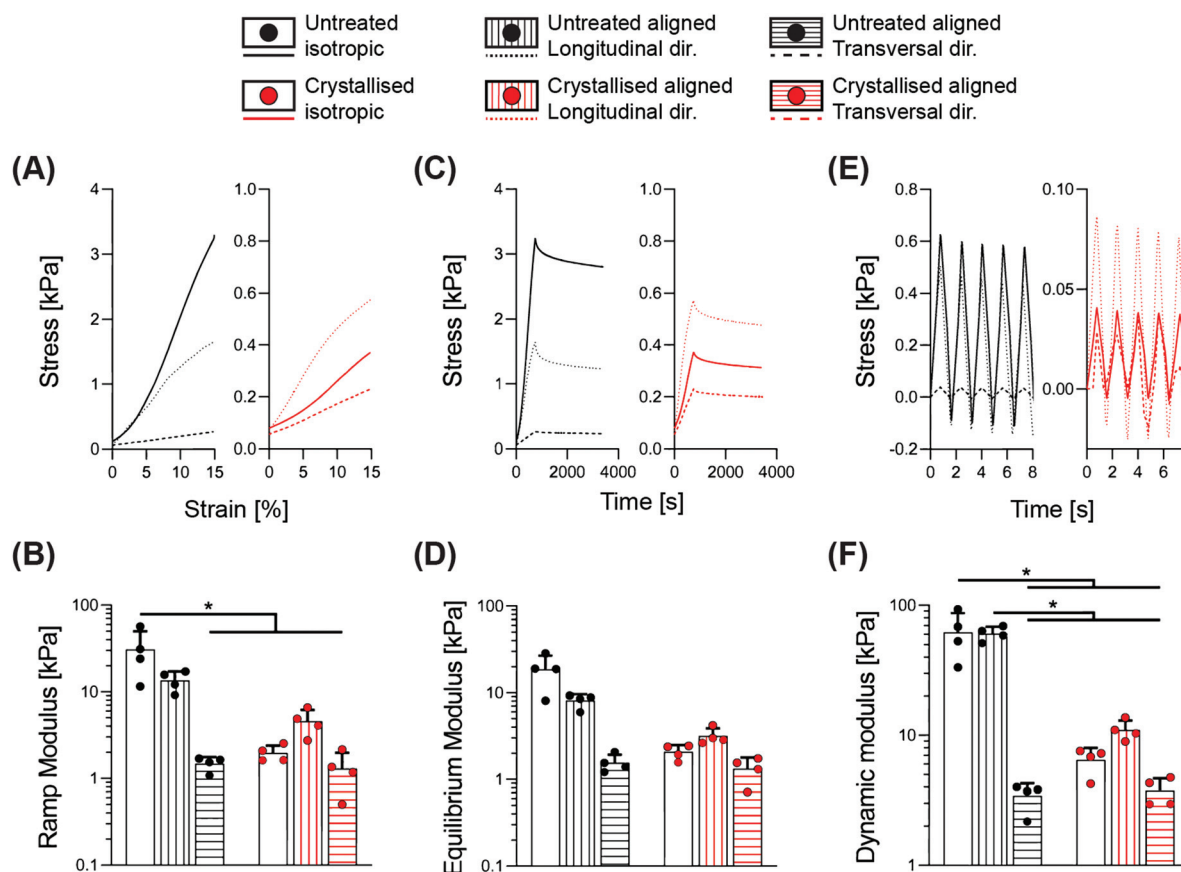 Untreated
isotropic
Untreated aligned
Longitudinal dir.
Untreated aligned
Transversal dir.
Crystallised
isotropic
Crystallised aligned
Longitudinal dir.
Crystallised aligned
Transversal dir.
(A)
Stress [kPa]
4
3
2
1
0
0 5 10 15
1.0
0.8
0.6
0.4
0.2
0.0
0 5 10 15
Strain [%]
(C)
Stress [kPa]
4
3
2
1
0
0 2000 4000
1.0
0.8
0.6
0.4
0.2
0.0
0 2000 4000
Time [s]
(E)
Stress [kPa]
0.8
0.6
0.4
0.2
0.0
-0.2
0 2 4 6 8
0.10
0.05
0.00
0 2 4 6
Time [s]
(B)
Ramp Modulus [kPa]
100
10
1
0.1
*
(D)
Equilibrium Modulus [kPa]
100
10
1
0.1
(F)
Dynamic modulus [kPa]
100
10
1
*
*